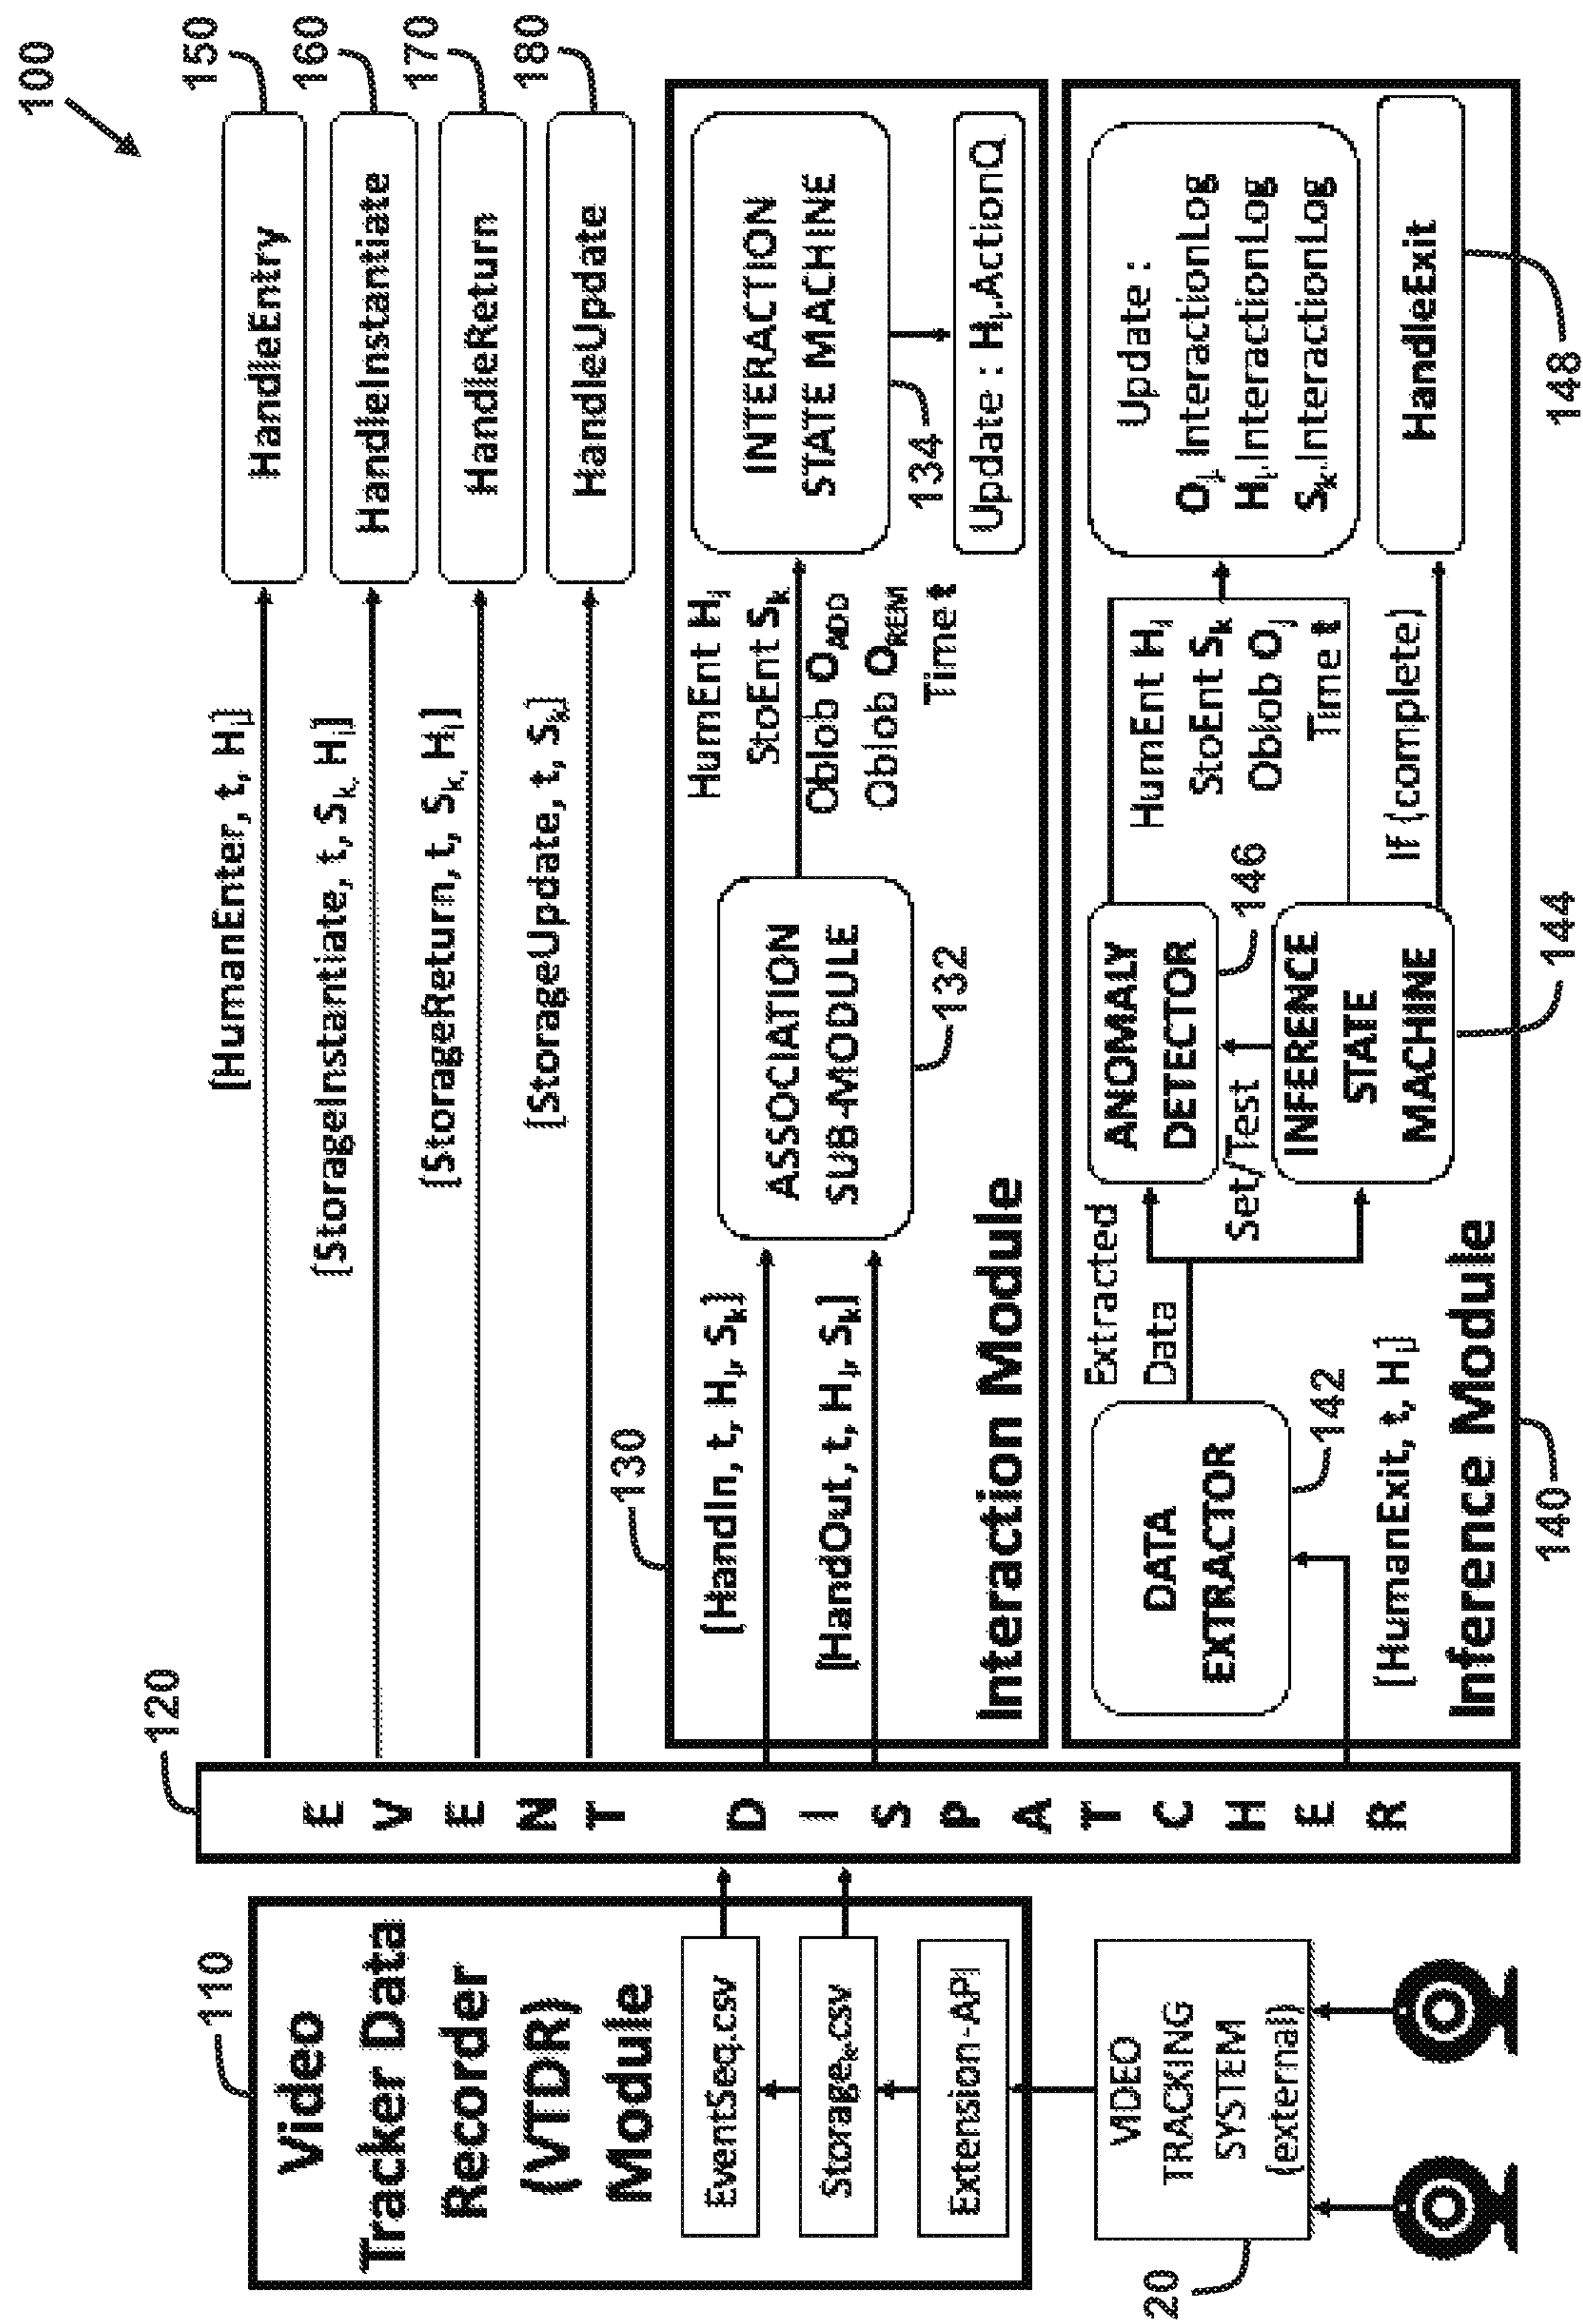 100
110
Video
Tracker Data
Recorder
(VTDR)
Module
EventSeq.csv
Storageₖ.csv
Extension-API
VIDEO
TRACKING
SYSTEM
(external)
20
120
EVENT DISPATCHER
[HumanEnter, t, Hᵢ]
HandleEntry
150
[StorageInstantiate, t, Sₖ, Hᵢ]
HandleInstantiate
160
[StorageReturn, t, Sₖ, Hᵢ]
HandleReturn
170
[StorageUpdate, t, Sₖ]
HandleUpdate
180
130
[HandIn, t, Hᵢ, Sₖ]
[HandOut, t, Hᵢ, Sₖ]
Interaction Module
ASSOCIATION
SUB-MODULE
132
HumEnt Hᵢ
StoEnt Sₖ
Oblob O_ADD
Oblob O_REM
Time t
INTERACTION
STATE MACHINE
134
Update : Hᵢ.ActionQ
DATA
EXTRACTOR
142
[HumanExit, t, Hᵢ]
Inference Module
140
Extracted
Data
ANOMALY
DETECTOR
146
Set/Test
INFERENCE
STATE
MACHINE
144
HumEnt Hᵢ
StoEnt Sₖ
Oblob Oⱼ
Time t
If (complete)
Update :
Oⱼ.InteractionLog
Hᵢ.InteractionLog
Sₖ.InteractionLog
HandleExit
148